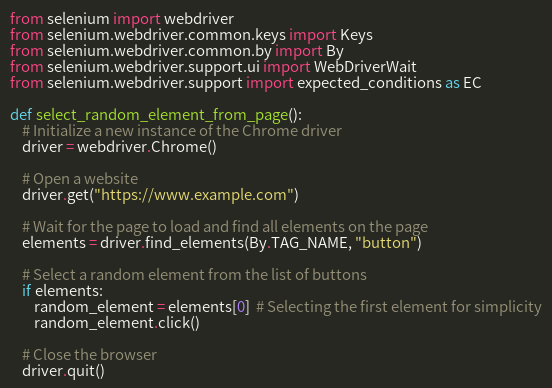 from selenium import webdriver
from selenium.webdriver.common.keys import Keys
from selenium.webdriver.common.by import By
from selenium.webdriver.support.ui import WebDriverWait
from selenium.webdriver.support import expected_conditions as EC

def select_random_element_from_page():
    # Initialize a new instance of the Chrome driver
    driver = webdriver.Chrome()

    # Open a website
    driver.get("https://www.example.com")

    # Wait for the page to load and find all elements on the page
    elements = driver.find_elements(By.TAG_NAME, "button")

    # Select a random element from the list of buttons
    if elements:
        random_element = elements[0]  # Selecting the first element for simplicity
        random_element.click()

    # Close the browser
    driver.quit()